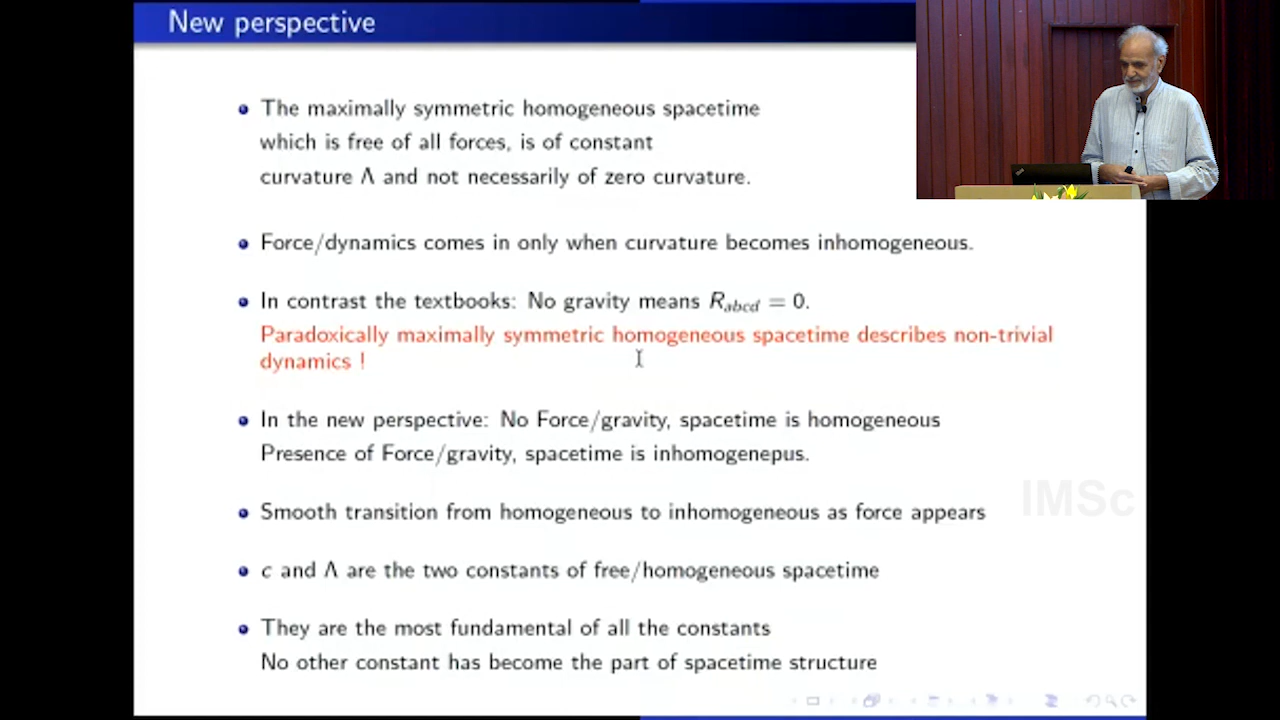 New perspective
The maximally symmetric homogeneous spacetime
which is free of all forces, is of constant
curvature Λ and not necessarily of zero curvature.
Force/dynamics comes in only when curvature becomes inhomogeneous.
In contrast the textbooks: No gravity means R_{abcd} = 0.
Paradoxically maximally symmetric homogeneous spacetime describes non-trivial
dynamics !
In the new perspective: No Force/gravity, spacetime is homogeneous
Presence of Force/gravity, spacetime is inhomogenepus.
Smooth transition from homogeneous to inhomogeneous as force appears
c and Λ are the two constants of free/homogeneous spacetime
They are the most fundamental of all the constants
No other constant has become the part of spacetime structure
IMSc